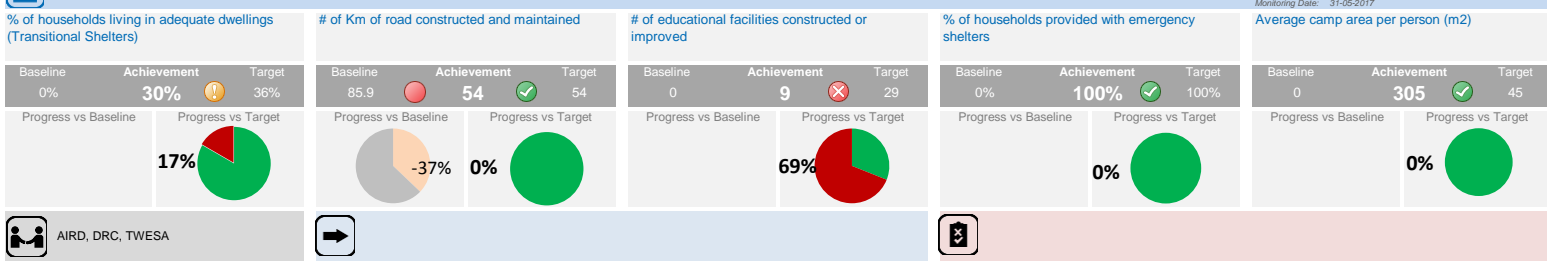 Monitoring Date: 31-05-2017
% of households living in adequate dwellings
(Transitional Shelters)
# of Km of road constructed and maintained
# of educational facilities constructed or
improved
% of households provided with emergency
shelters
Average camp area per person (m2)
Baseline Achievement Target
0% 30% 36%
Baseline Achievement Target
85.9 54 54
Baseline Achievement Target
0 9 29
Baseline Achievement Target
0% 100% 100%
Baseline Achievement Target
0 305 45
Progress vs Baseline Progress vs Target
17%
Progress vs Baseline Progress vs Target
-37% 0%
Progress vs Baseline Progress vs Target
69%
Progress vs Baseline Progress vs Target
0%
Progress vs Baseline Progress vs Target
0%
AIRD, DRC, TWESA